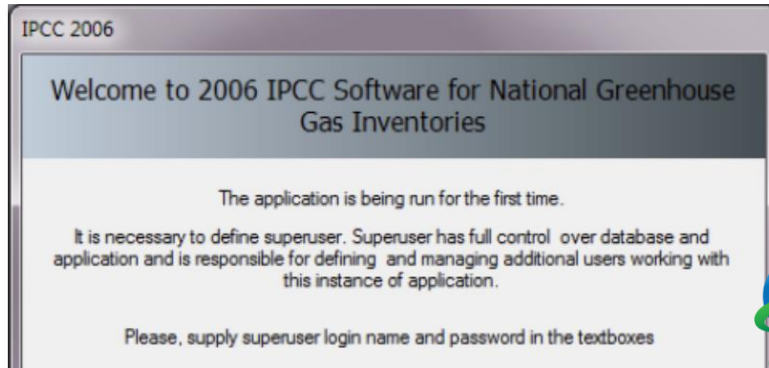 IPCC 2006
Welcome to 2006 IPCC Software for National Greenhouse
Gas Inventories
The application is being run for the first time.
It is necessary to define superuser. Superuser has full control over database and
application and is responsible for defining and managing additional users working with
this instance of application.
Please, supply superuser login name and password in the textboxes